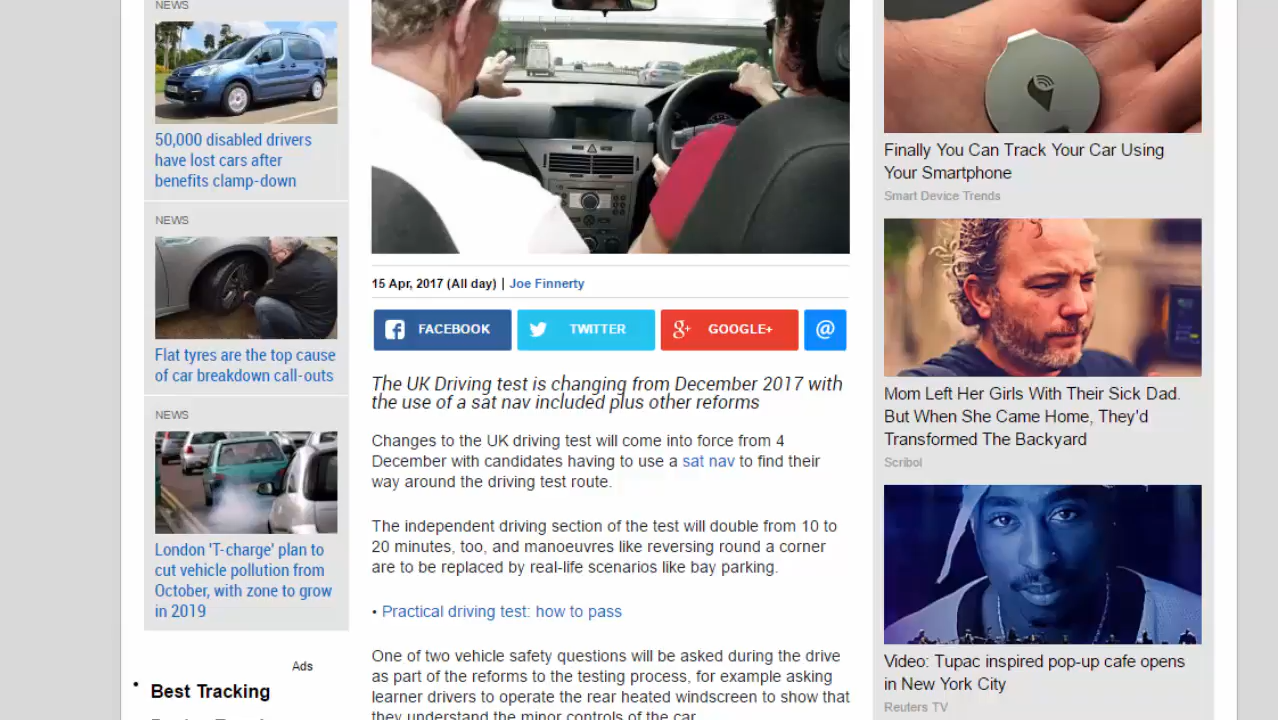 NEWS
50,000 disabled drivers
have lost cars after
benefits clamp-down
NEWS
Flat tyres are the top cause
of car breakdown call-outs
NEWS
London 'T-charge' plan to
cut vehicle pollution from
October, with zone to grow
in 2019
Ads
• Best Tracking
15 Apr, 2017 (All day) | Joe Finnerty
FACEBOOK
TWITTER
GOOGLE+
@
The UK Driving test is changing from December 2017 with
the use of a sat nav included plus other reforms
Changes to the UK driving test will come into force from 4
December with candidates having to use a sat nav to find their
way around the driving test route.
The independent driving section of the test will double from 10 to
20 minutes, too, and manoeuvres like reversing round a corner
are to be replaced by real-life scenarios like bay parking.
• Practical driving test: how to pass
One of two vehicle safety questions will be asked during the drive
as part of the reforms to the testing process, for example asking
learner drivers to operate the rear heated windscreen to show that
they understand the minor controls of the car.
Finally You Can Track Your Car Using
Your Smartphone
Smart Device Trends
Mom Left Her Girls With Their Sick Dad.
But When She Came Home, They'd
Transformed The Backyard
Scribol
Video: Tupac inspired pop-up cafe opens
in New York City
Reuters TV